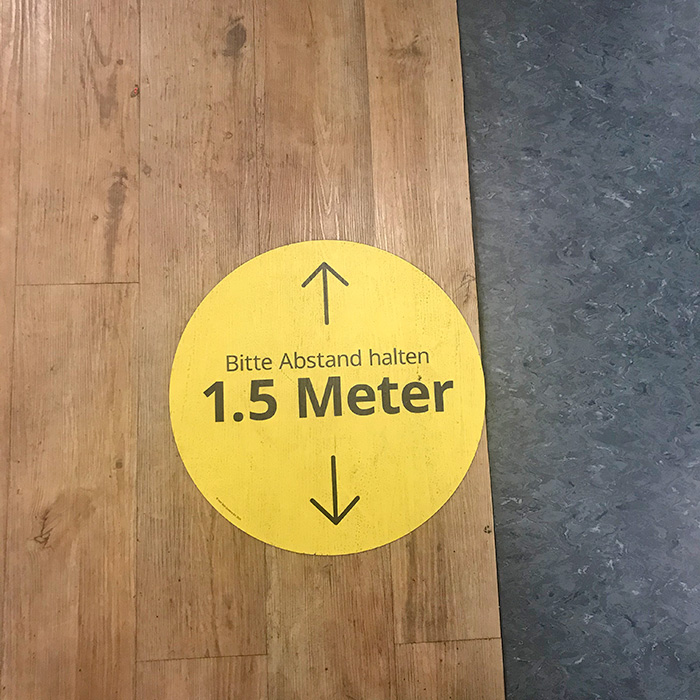 Bitte Abstand halten
1.5 Meter